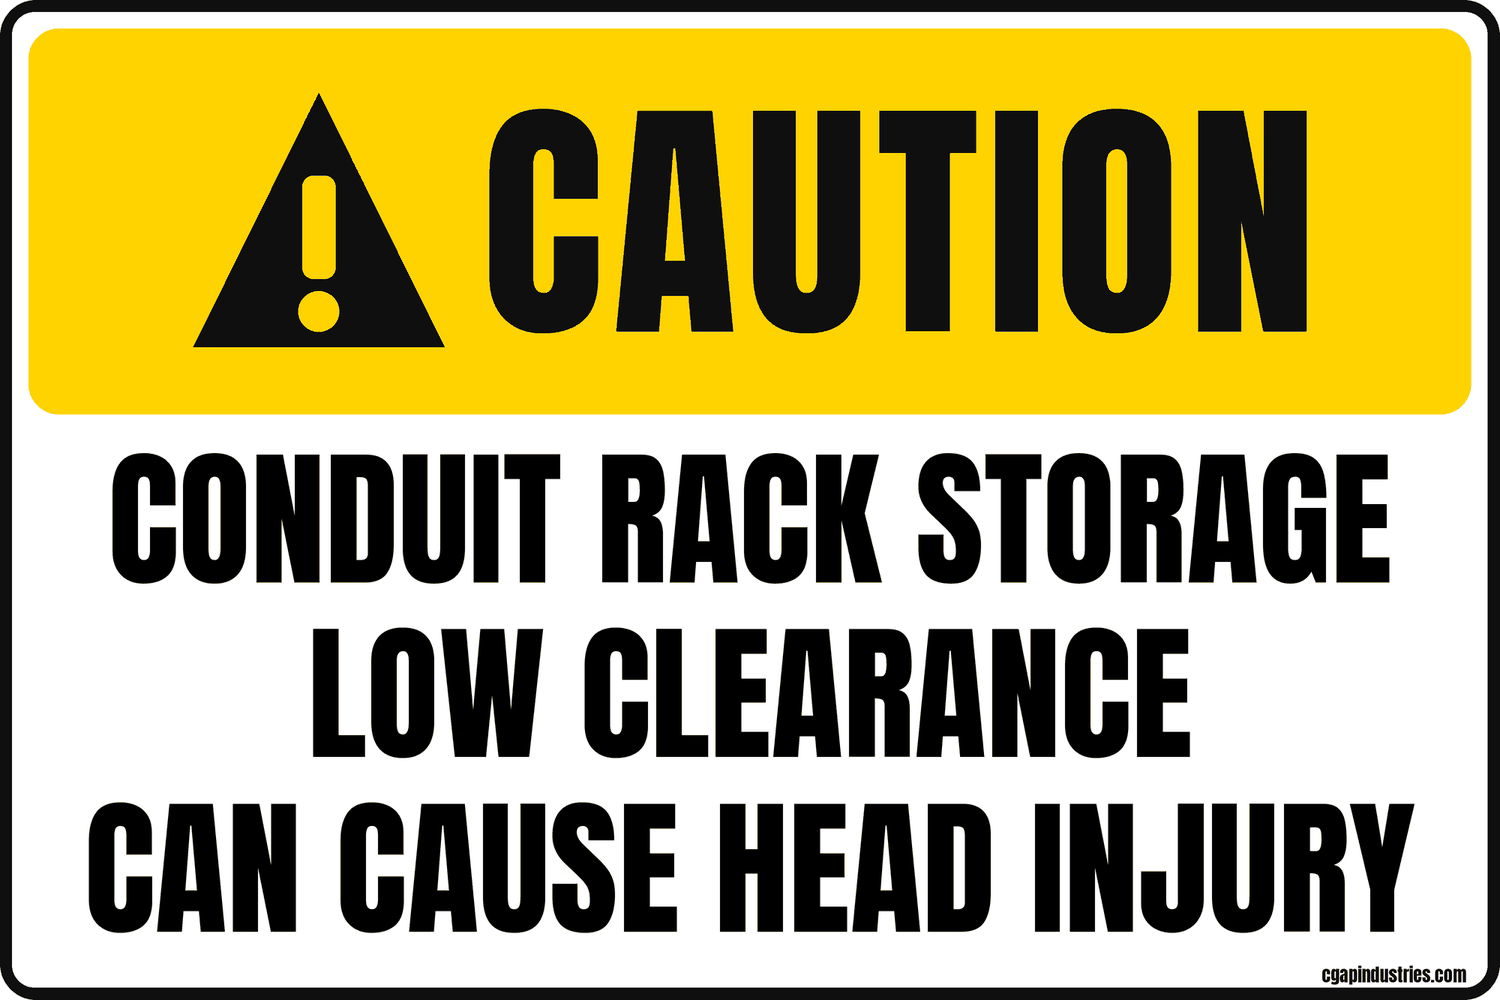 CAUTION
CONDUIT RACK STORAGE
LOW CLEARANCE
CAN CAUSE HEAD INJURY
cgapindustries.com